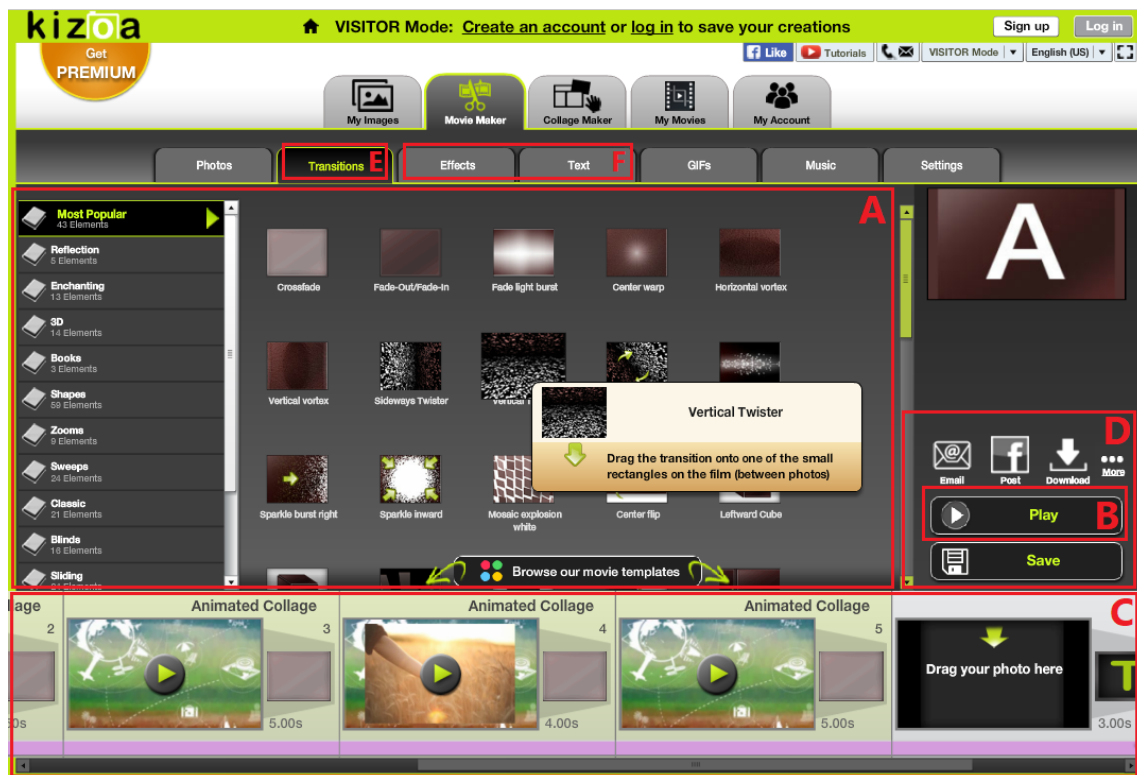 kizoa
VISITOR Mode: Create an account or log in to save your creations
Sign up
Log in
Get
PREMIUM
Like
Tutorials
VISITOR Mode
English (US)
My Images
Movie Maker
Collage Maker
My Movies
My Account
Photos
Transitions
E
Effects
Text
F
GIFs
Music
Settings
Most Popular
43 Elements
Reflection
5 Elements
Enchanting
13 Elements
3D
14 Elements
Books
3 Elements
Shapes
59 Elements
Zooms
9 Elements
Sweeps
24 Elements
Classic
21 Elements
Blinds
16 Elements
Sliding
A
Crossfade
Fade-Out/Fade-In
Fade light burst
Center warp
Horizontal vortex
Vertical vortex
Sideways Twister
Vertical Twister
Drag the transition onto one of the small
rectangles on the film (between photos)
Sparkle burst right
Sparkle inward
Mosaic explosion
white
Center flip
Leftward Cube
Browse our movie templates
A
D
Email
Post
Download
More
Play
B
Save
C
lage
Animated Collage
Animated Collage
Animated Collage
2
3
4
5
Drag your photo here
T
5.00s
4.00s
5.00s
3.00s